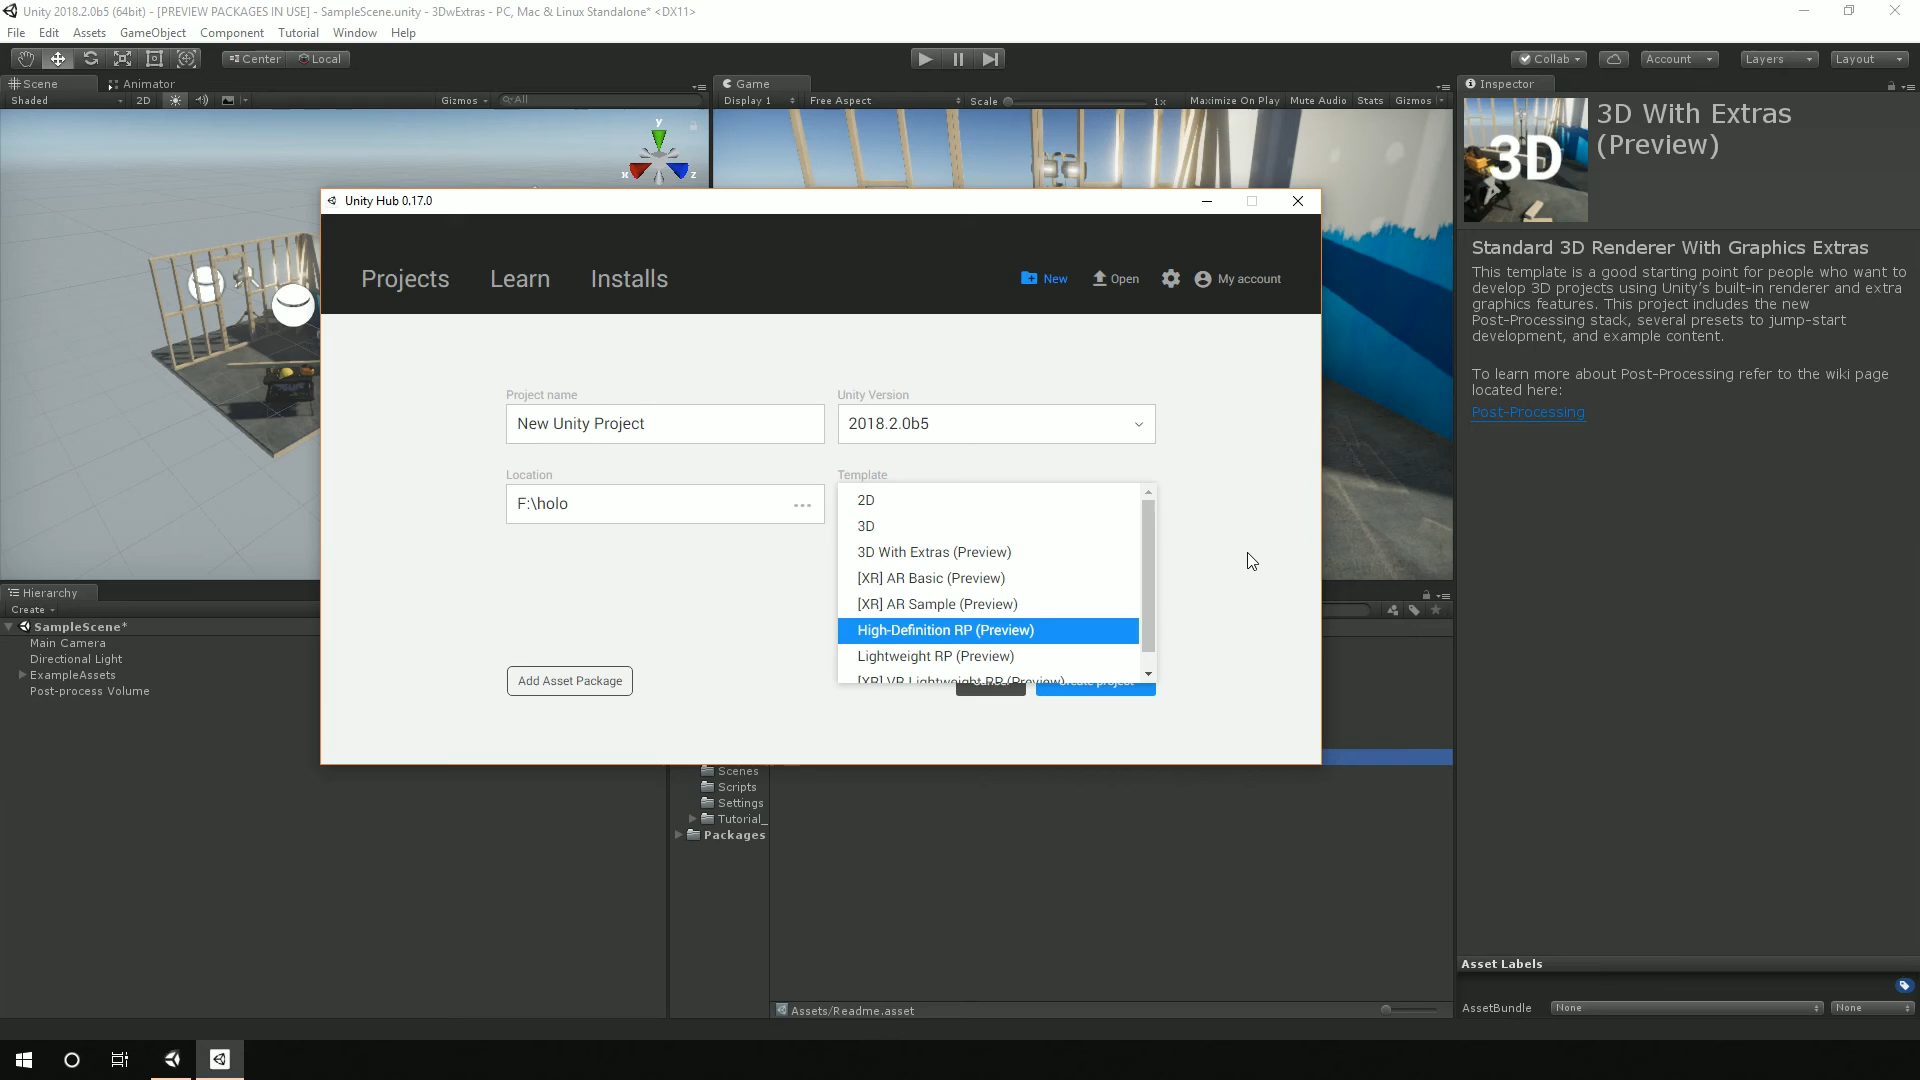 Unity 2018.2.0b5 (64bit) - [PREVIEW PACKAGES IN USE] - SampleScene.unity - 3DwExtras - PC, Mac & Linux Standalone* <DX11>
File Edit Assets GameObject Component Tutorial Window Help
Center Local
Collab Account Layers Layout
Scene Animator
Game
Inspector
Shaded 2D Gizmos All
Display 1 Free Aspect Scale 1x Maximize On Play Mute Audio Stats Gizmos
y
x z
3D
3D With Extras
(Preview)
Standard 3D Renderer With Graphics Extras
This template is a good starting point for people who want to
develop 3D projects using Unity's built-in renderer and extra
graphics features. This project includes the new
Post-Processing stack, several presets to jump-start
development, and example content.
To learn more about Post-Processing refer to the wiki page
located here:
Post-Processing
Unity Hub 0.17.0
Projects Learn Installs
New Open My account
Project name
New Unity Project
Unity Version
2018.2.0b5
Location
F:\holo
Template
2D
3D
3D With Extras (Preview)
[XR] AR Basic (Preview)
[XR] AR Sample (Preview)
High-Definition RP (Preview)
Lightweight RP (Preview)
[XR] VR Lightweight RP (Preview)
Add Asset Package
Create project
Hierarchy
Create
SampleScene*
Main Camera
Directional Light
ExampleAssets
Post-process Volume
Scenes
Scripts
Settings
Tutorial_
Packages
Assets/Readme.asset
Asset Labels
AssetBundle None None